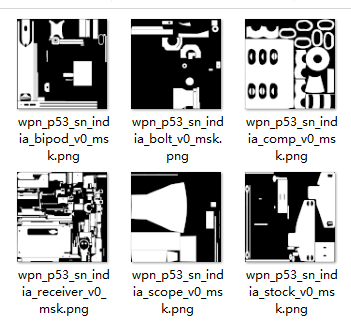 wpn_p53_sn_ind
ia_bipod_v0_ms
k.png
wpn_p53_sn_ind
ia_bolt_v0_msk.
png
wpn_p53_sn_ind
ia_comp_v0_ms
k.png
wpn_p53_sn_ind
ia_receiver_v0_
msk.png
wpn_p53_sn_ind
ia_scope_v0_ms
k.png
wpn_p53_sn_ind
ia_stock_v0_ms
k.png